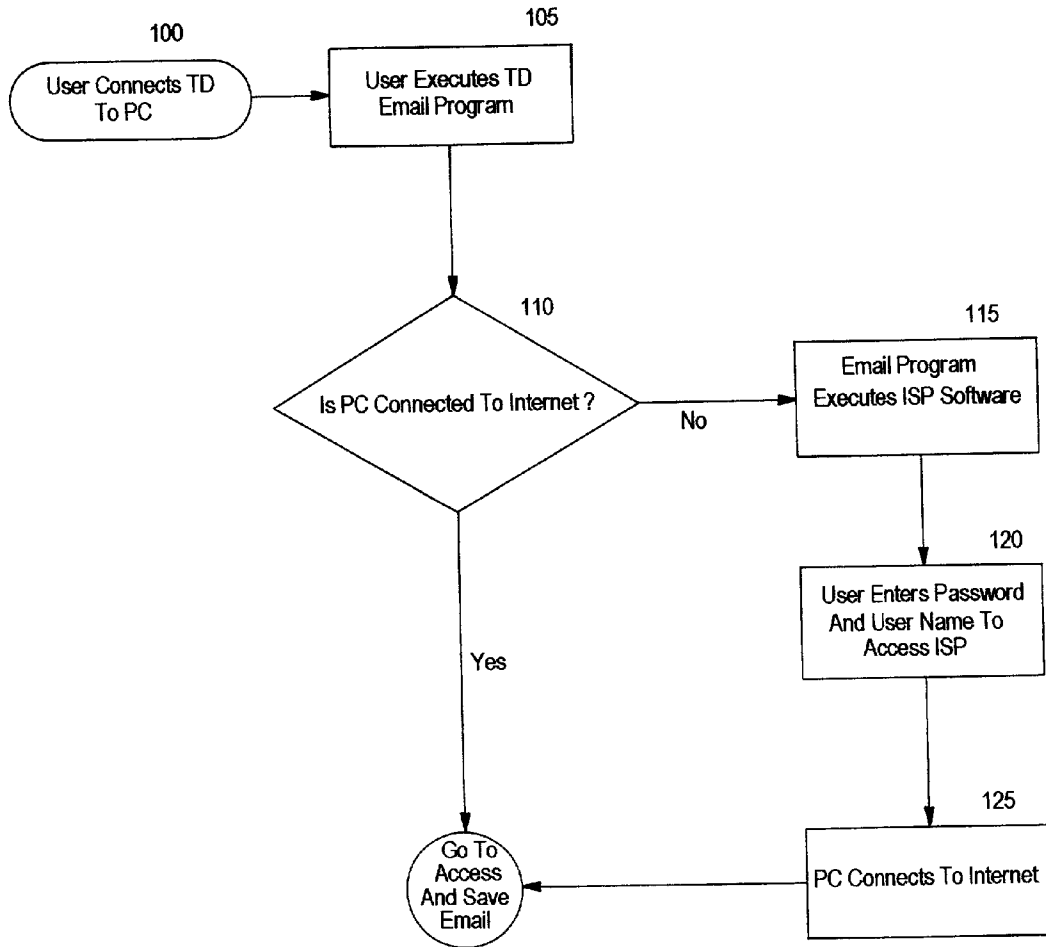 100
User Connects TD
To PC
105
User Executes TD
Email Program
110
Is PC Connected To Internet ?
No
115
Email Program
Executes ISP Software
120
User Enters Password
And User Name To
Access ISP
Yes
125
PC Connects To Internet
Go To
Access
And Save
Email